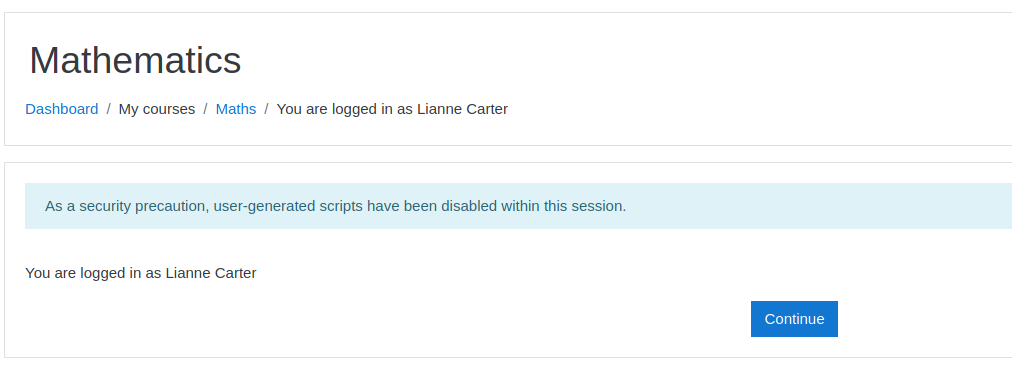 Mathematics
Dashboard / My courses / Maths / You are logged in as Lianne Carter
As a security precaution, user-generated scripts have been disabled within this session.
You are logged in as Lianne Carter
Continue